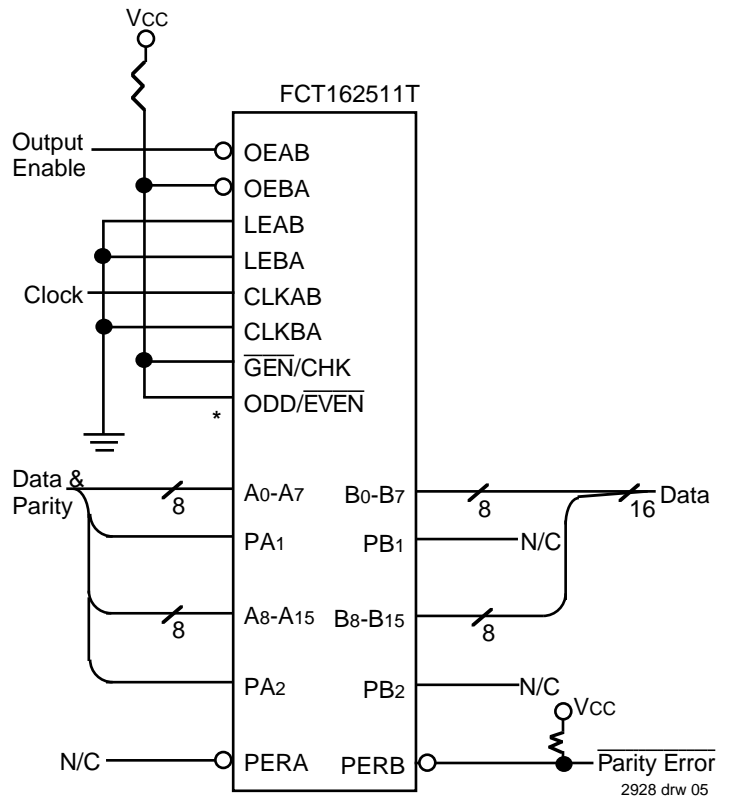 VCC
FCT162511T
Output
Enable
OEAB
OEBA
LEAB
LEBA
Clock
CLKAB
CLKBA
GEN/CHK
ODD/EVEN
*
Data &
Parity
8
A0-A7
B0-B7
8
16
Data
PA1
PB1
N/C
8
A8-A15
B8-B15
8
PA2
PB2
N/C
VCC
N/C
PERA
PERB
Parity Error
2928 drw 05